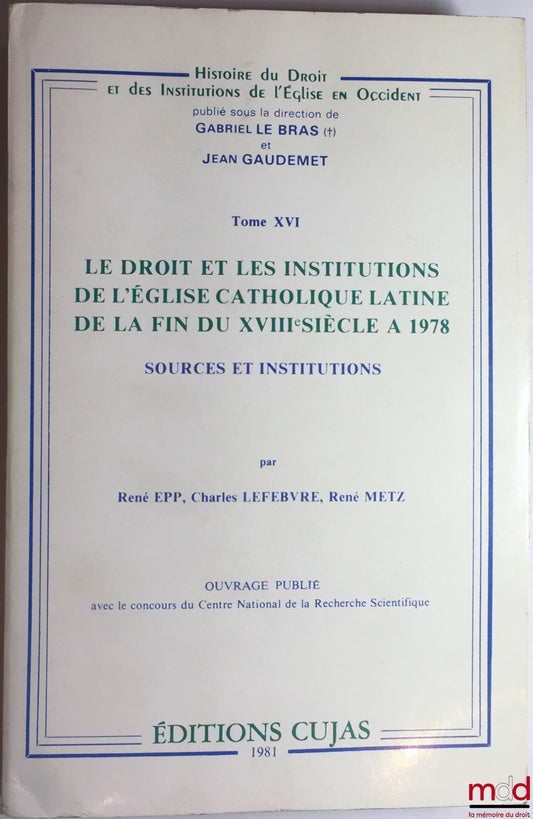 Histoire du Droit
et des Institutions de l'Église en Occident
publié sous la direction de
GABRIEL LE BRAS (†)
et
JEAN GAUDEMET
Tome XVI
LE DROIT ET LES INSTITUTIONS
DE L'ÉGLISE CATHOLIQUE LATINE
DE LA FIN DU XVIIIe SIÈCLE A 1978
SOURCES ET INSTITUTIONS
par
René EPP, Charles LEFEBVRE, René METZ
OUVRAGE PUBLIÉ
avec le concours du Centre National de la Recherche Scientifique
ÉDITIONS CUJAS
1981
mdd
la mémoire du droit